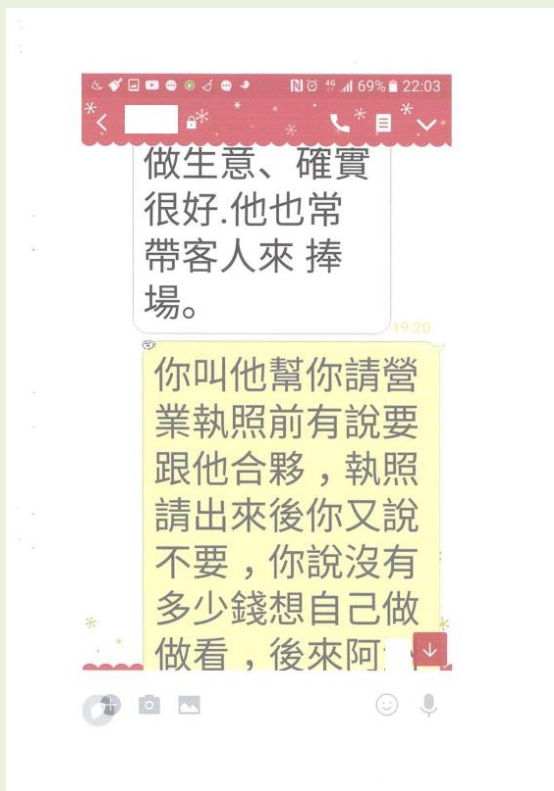 4G 69% 22:03
做生意、確實
很好.他也常
帶客人來 捧
場。
19:20
你叫他幫你請營
業執照前有說要
跟他合夥，執照
請出來後你又說
不要，你說沒有
多少錢想自己做
做看，後來阿